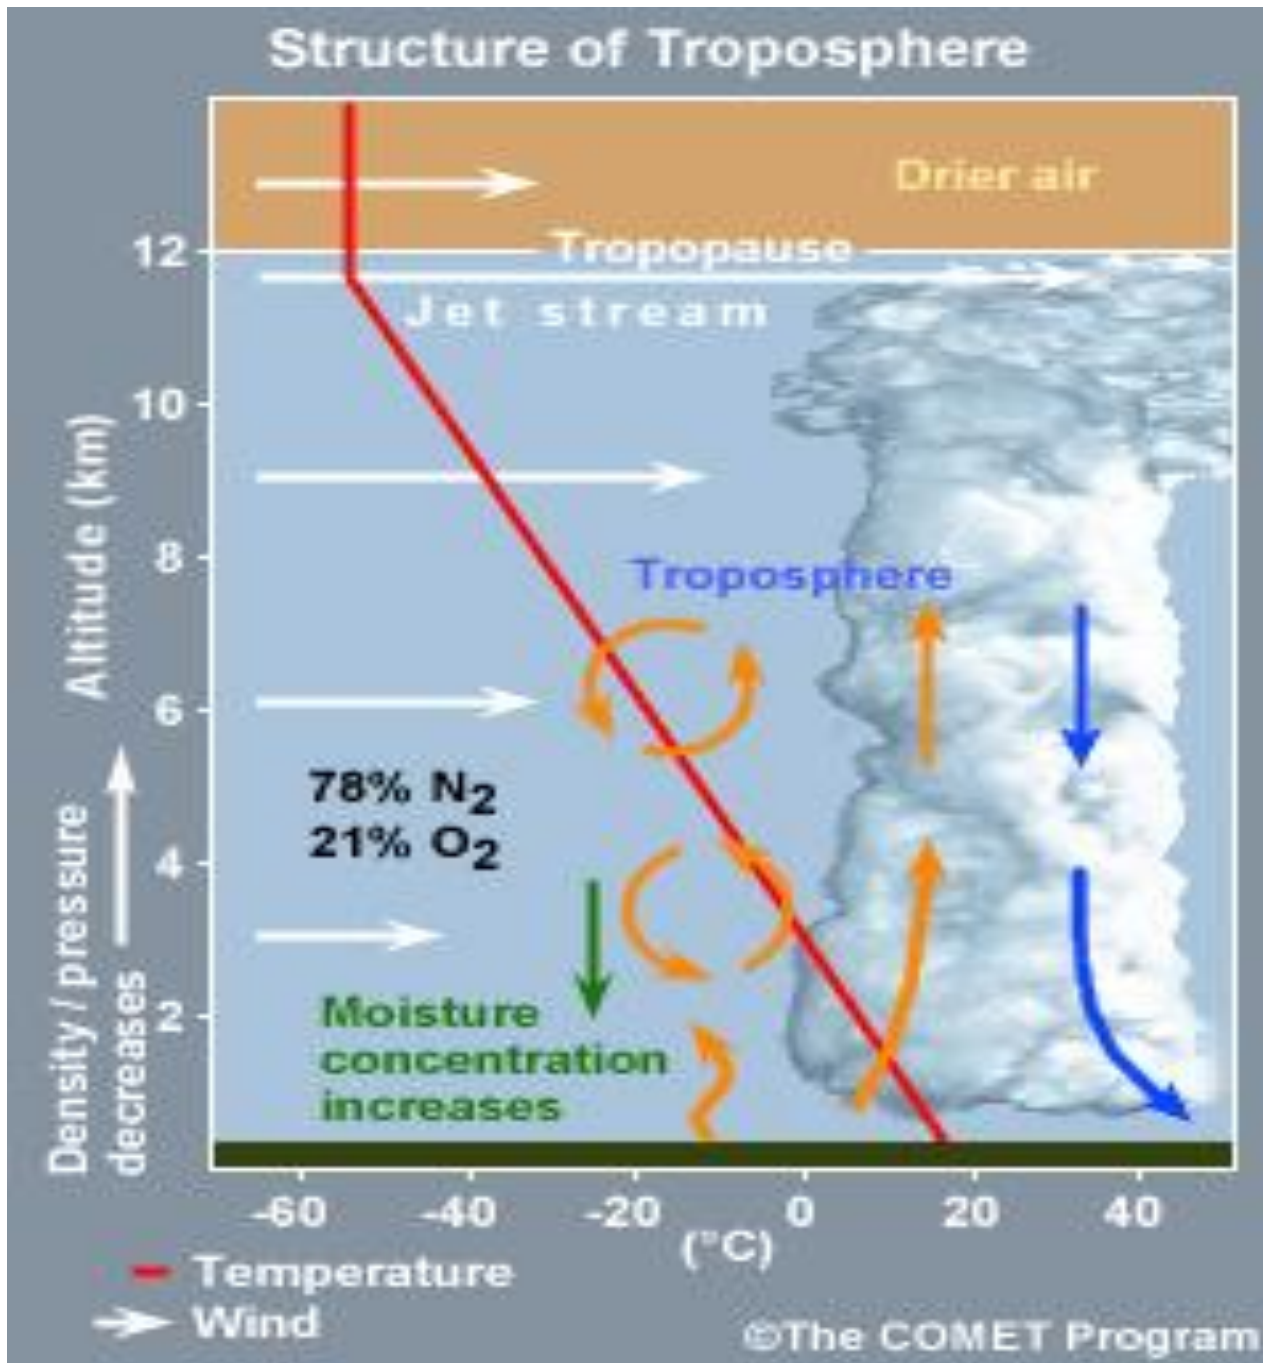 Structure of Troposphere
Drier air
Tropopause
Jet stream
Troposphere
78% N2
21% O2
Moisture
concentration
increases
12
10
8
6
4
2
Altitude (km)
Density / pressure
decreases
-60 -40 -20 0 20 40
(°C)
Temperature
Wind
©The COMET Program